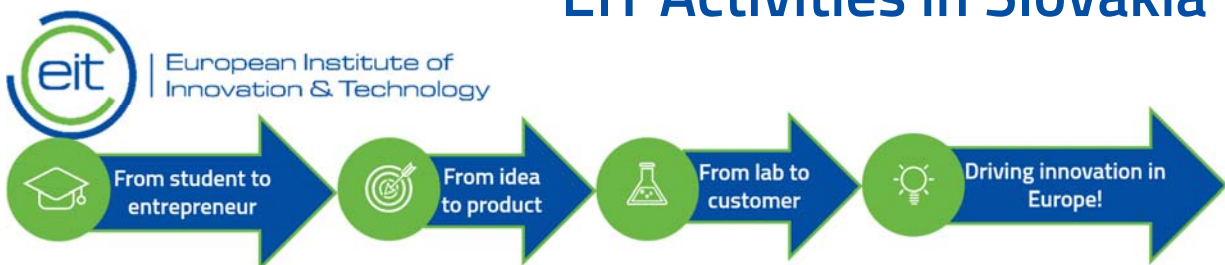 EIT Activities in Slovakia
eit
European Institute of
Innovation & Technology
From student to
entrepreneur
From idea
to product
From lab to
customer
Driving innovation in
Europe!